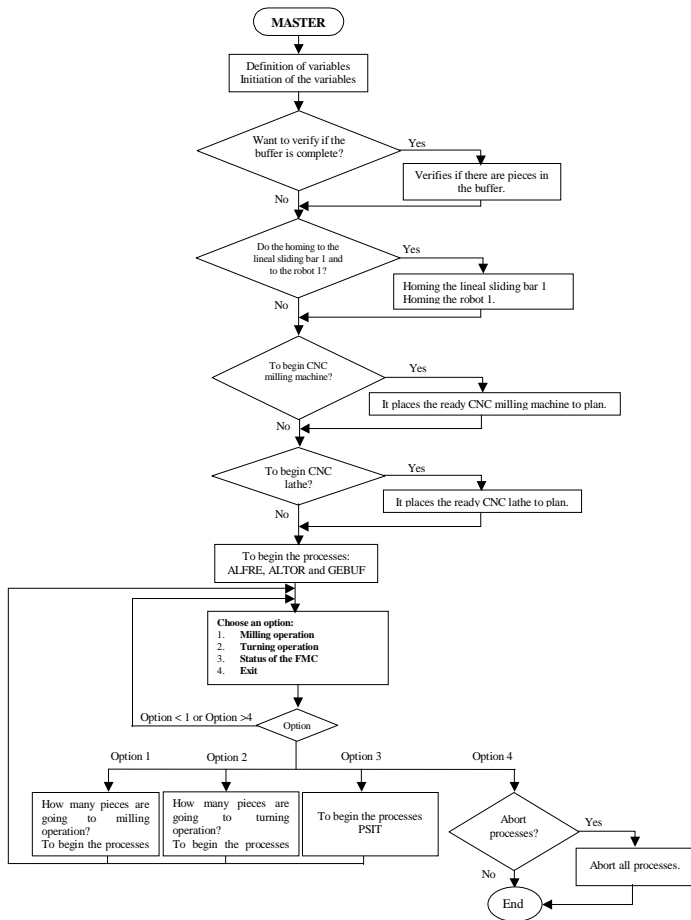 MASTER
Definition of variables
Initiation of the variables
Want to verify if the
buffer is complete?
Yes
Verifies if there are pieces in
the buffer.
No
Do the homing to the
lineal sliding bar 1 and
to the robot 1?
Yes
Homing the lineal sliding bar 1
Homing the robot 1.
No
To begin CNC
milling machine?
Yes
It places the ready CNC milling machine to plan.
No
To begin CNC
lathe?
Yes
It places the ready CNC lathe to plan.
No
To begin the processes:
ALFRE, ALTOR and GEBUF
Choose an option:
1. Milling operation
2. Turning operation
3. Status of the FMC
4. Exit
Option < 1 or Option >4
Option
Option 1
Option 2
Option 3
Option 4
How many pieces are
going to milling
operation?
To begin the processes
How many pieces are
going to turning
operation?
To begin the processes
To begin the processes
PSIT
Abort
processes?
Yes
Abort all processes.
No
End